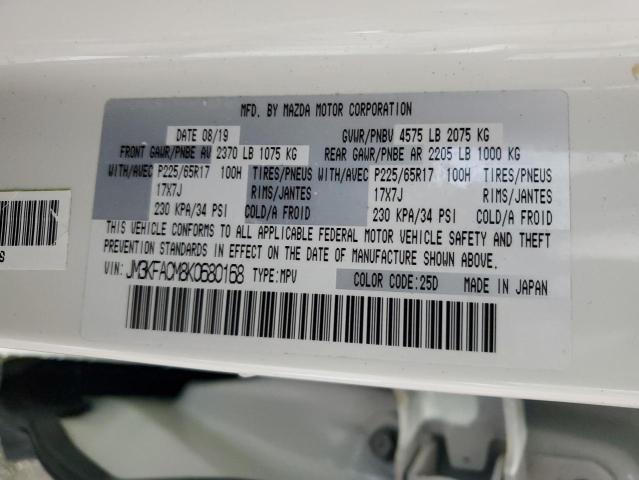 MFD. BY MAZDA MOTOR CORPORATION
DATE 08/19 GVWR/PNBV 4575 LB 2075 KG
FRONT GAWR/PNBE AV 2370 LB 1075 KG REAR GAWR/PNBE AR 2205 LB 1000 KG
WITH/AVEC P225/65R17 100H TIRES/PNEUS WITH/AVEC P225/65R17 100H TIRES/PNEUS
17X7J RIMS/JANTES 17X7J RIMS/JANTES
230 KPA/34 PSI COLD/A FROID 230 KPA/34 PSI COLD/A FROID
THIS VEHICLE CONFORMS TO ALL APPLICABLE FEDERAL MOTOR VEHICLE SAFETY AND THEFT
PREVENTION STANDARDS IN EFFECT ON THE DATE OF MANUFACTURE SHOWN ABOVE.
VIN: JM3KFACM8K0680168 TYPE:MPV COLOR CODE:25D MADE IN JAPAN